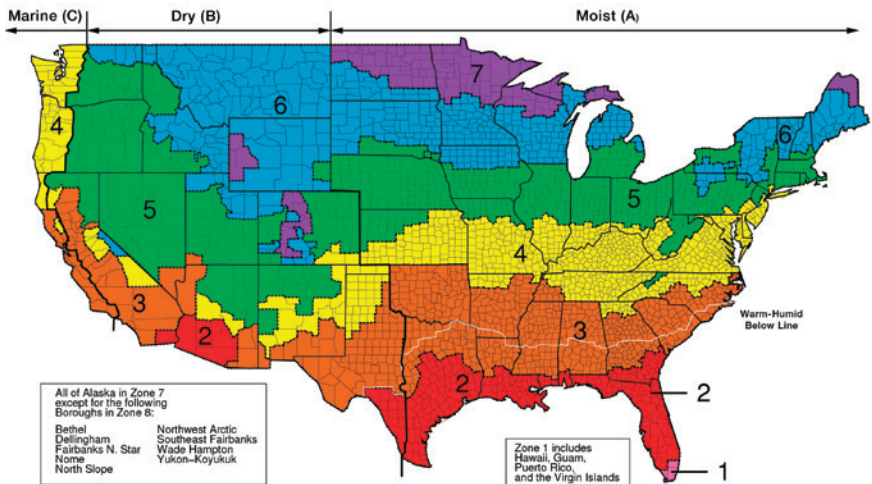 Marine (C)
Dry (B)
Moist (A)
7
6
6
4
5
5
4
3
3
Warm-Humid
Below Line
2
2
2
1
All of Alaska in Zone 7
except for the following
Boroughs in Zone 8:
Bethel
Dellingham
Fairbanks N. Star
Nome
North Slope
Northwest Arctic
Southeast Fairbanks
Wade Hampton
Yukon–Koyukuk
Zone 1 includes
Hawaii, Guam,
Puerto Rico,
and the Virgin Islands